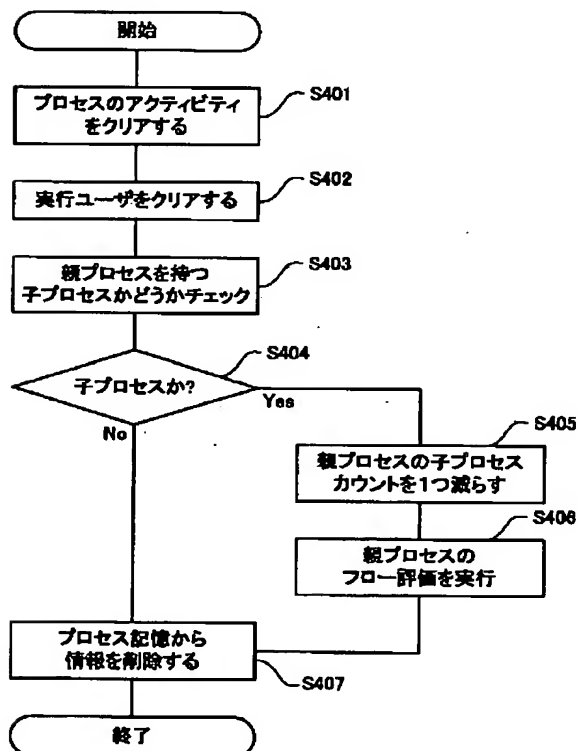 開始
プロセスのアクティビティ
をクリアする
S401
実行ユーザをクリアする
S402
親プロセスを持つ
子プロセスかどうかチェック
S403
子プロセスか?
S404
Yes
No
親プロセスの子プロセス
カウントを1つ減らす
S405
親プロセスの
フロー評価を実行
S406
プロセス記憶から
情報を削除する
S407
終了